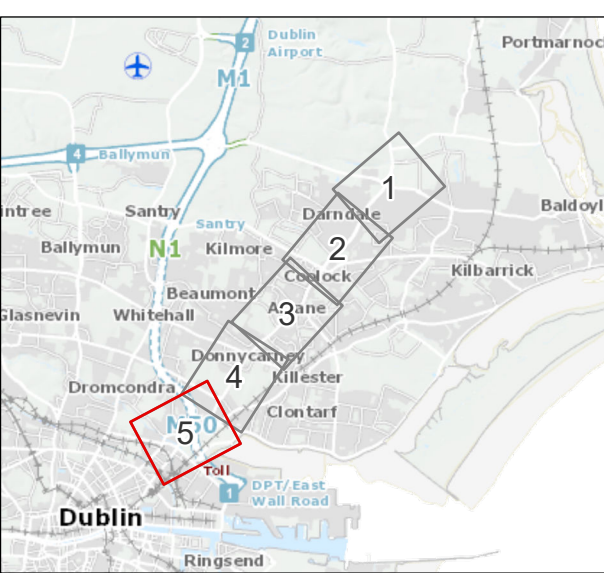 2
Dublin
Airport
Portmarnoc
M1
4
Ballymun
1
intree
Santry
Darndale
Baldoyl
Santry
Ballymun
N1
Kilmore
2
Coolock
Kilbarrick
Beaumont
Glasnevin
Whitehall
3
Artane
Donnycarney
Dromcondra
4
Killester
Clontarf
M50
5
Toll
1
DPT/East
Wall Road
Dublin
Ringsend